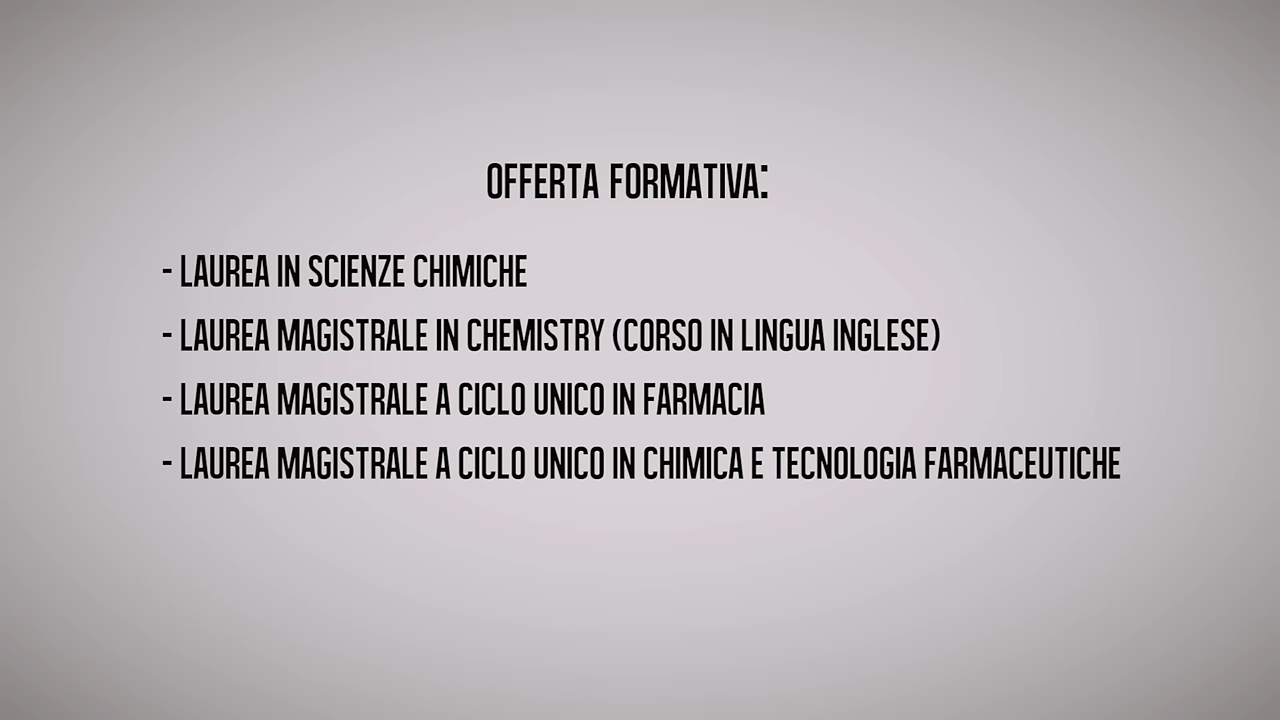 OFFERTA FORMATIVA:
- LAUREA IN SCIENZE CHIMICHE
- LAUREA MAGISTRALE IN CHEMISTRY (CORSO IN LINGUA INGLESE)
- LAUREA MAGISTRALE A CICLO UNICO IN FARMACIA
- LAUREA MAGISTRALE A CICLO UNICO IN CHIMICA E TECNOLOGIA FARMACEUTICHE